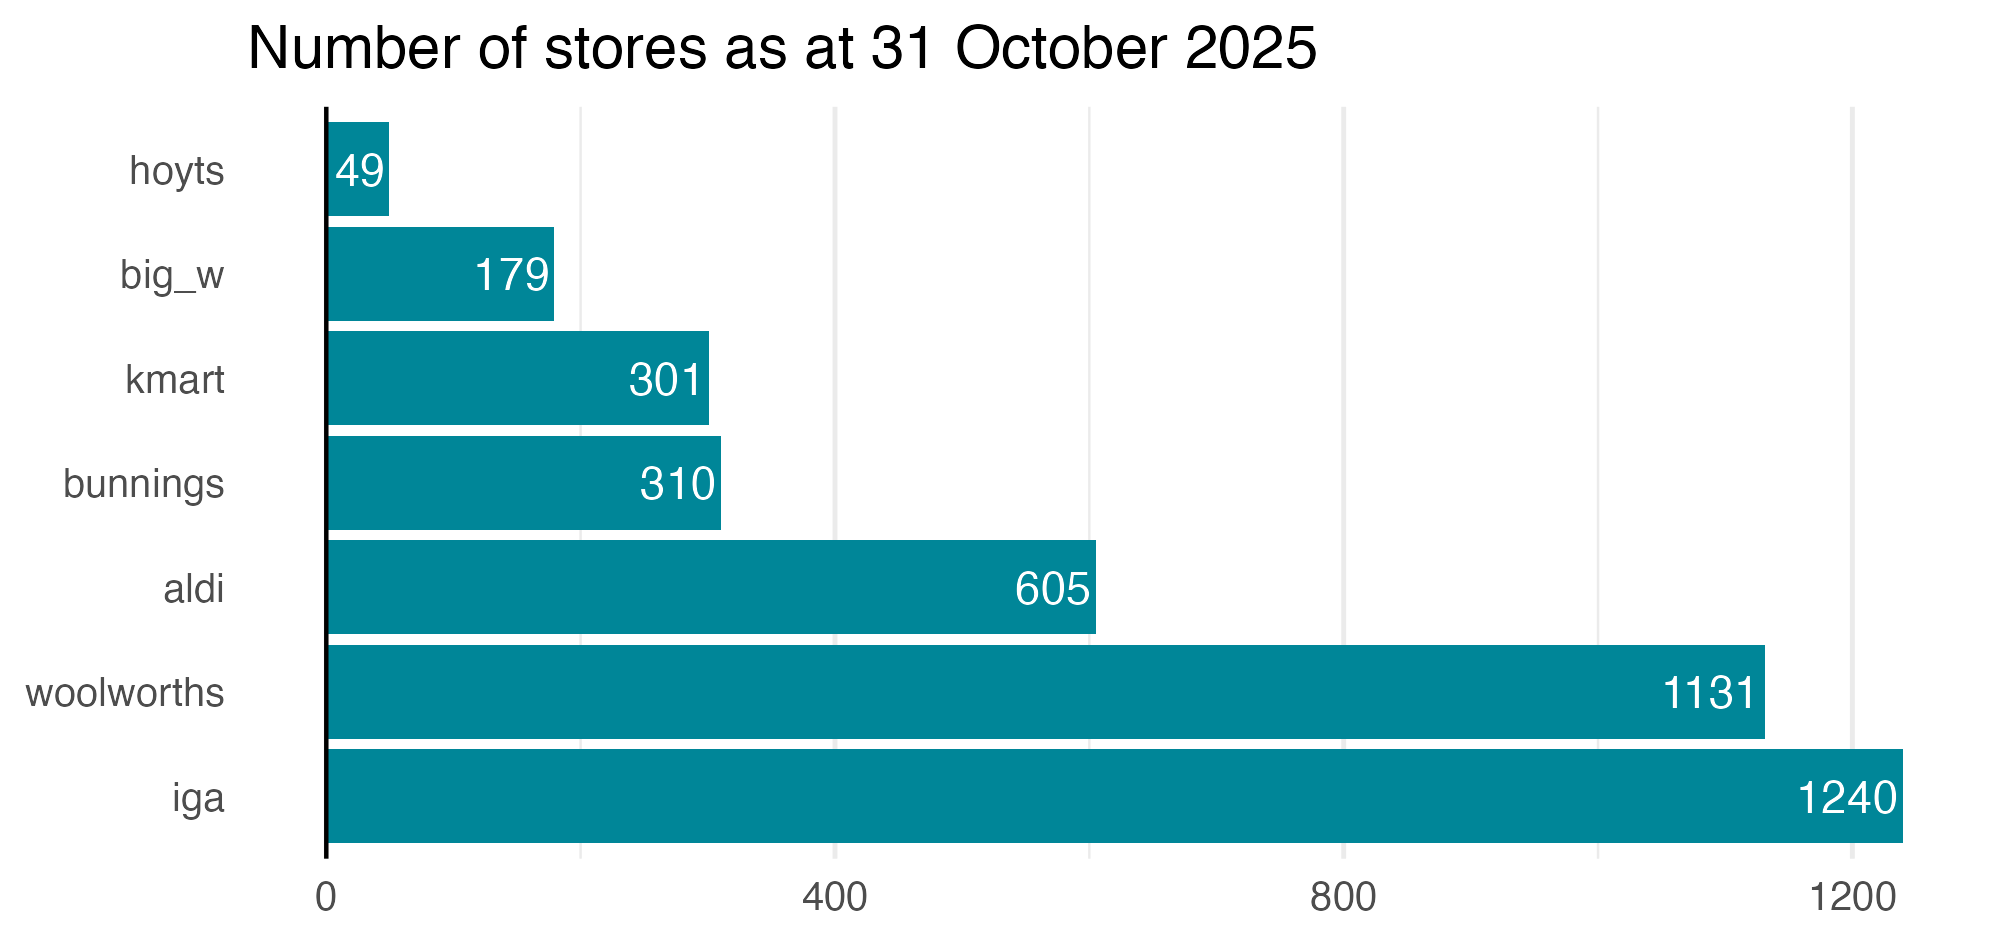 Number of stores as at 31 October 2025
hoyts 49
big_w 179
kmart 301
bunnings 310
aldi 605
woolworths 1131
iga 1240
0 400 800 1200